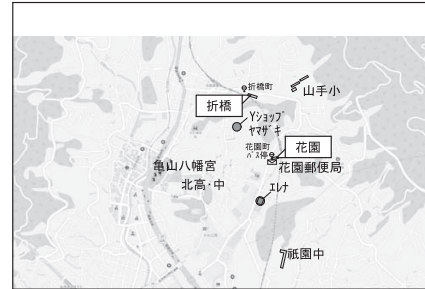 折橋町
山手小
折橋
Yショップ
ヤマザキ
花園町
バス停
花園
亀山八幡宮
花園郵便局
北高・中
エレナ
祇園中